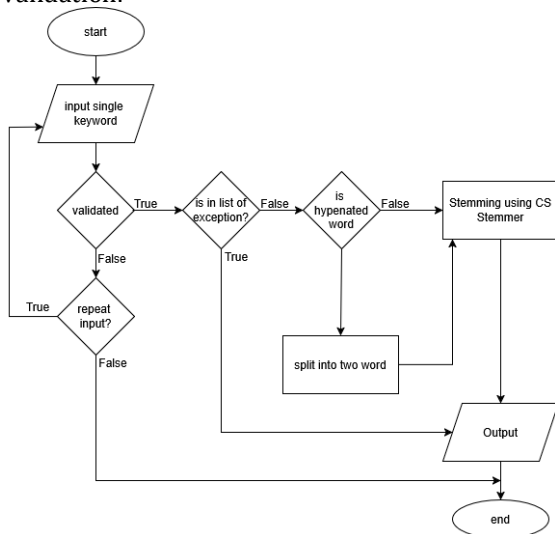 start
input single
keyword
validated
True
is in list of
exception?
False
is
hypenated
word
False
Stemming using CS
Stemmer
False
True
True
repeat
input?
split into two word
False
Output
end